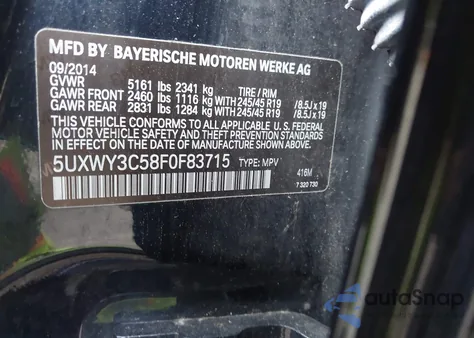 MFD BY BAYERISCHE MOTOREN WERKE AG
09/2014
GVWR 5161 lbs 2341 kg TIRE / RIM
GAWR FRONT 2460 lbs 1116 kg 245/45 R19 /8.5J x 19
GAWR REAR 2831 lbs 1284 kg 245/45 R19 /8.5J x 19
THIS VEHICLE CONFORMS TO ALL APPLICABLE U.S. FEDERAL
MOTOR VEHICLE SAFETY, BUMPER, AND THEFT PREVENTION STANDARDS
IN EFFECT ON THE DATE OF MANUFACTURE SHOWN ABOVE.
5UXWY3C58F0F83715 TYPE: MPV 416M
7 320 730
autoSnap